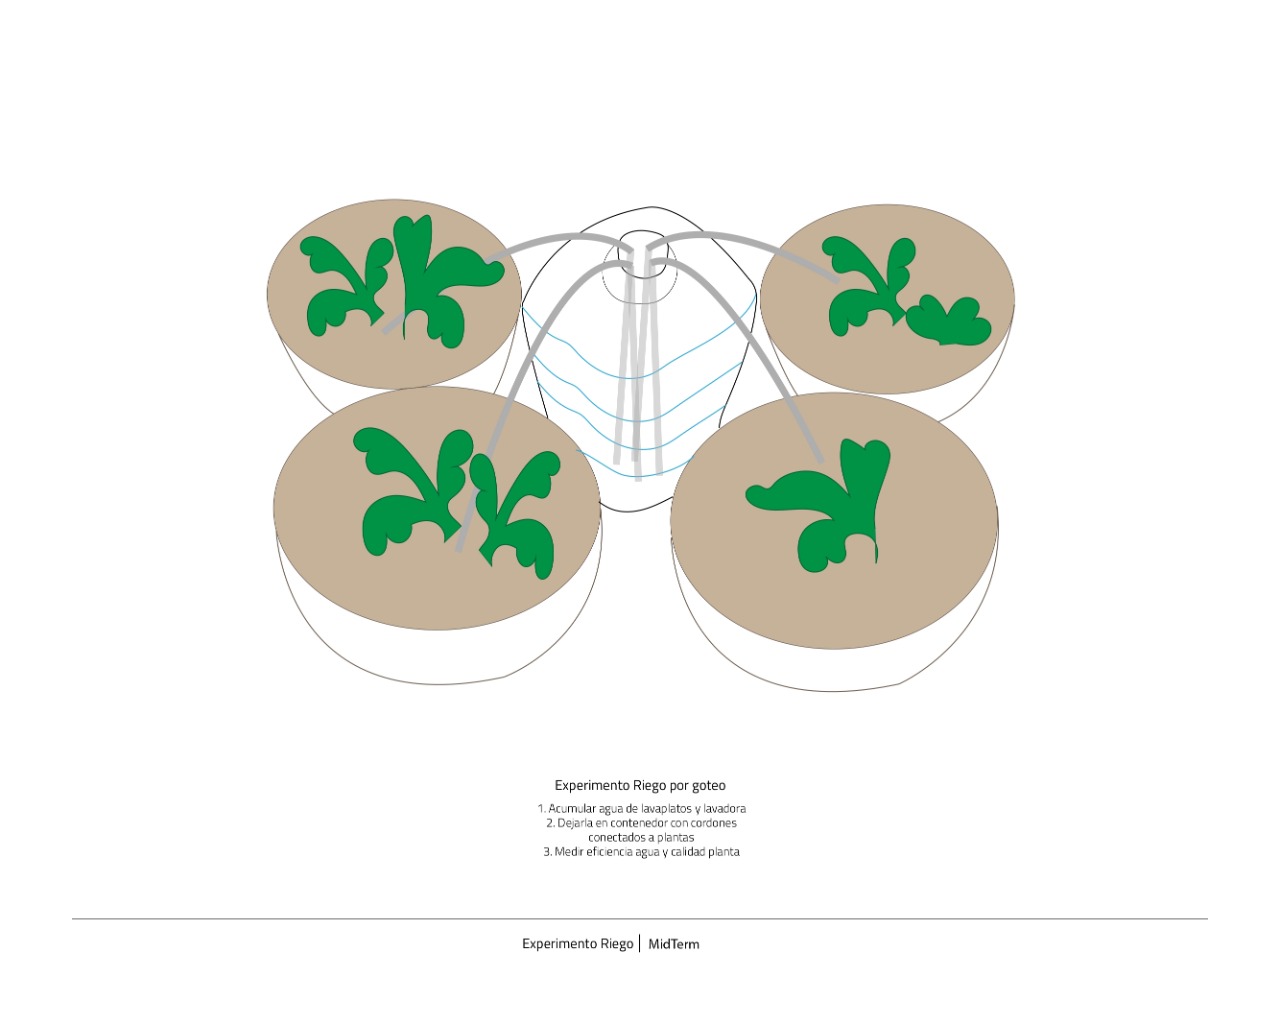 Experimento Riego por goteo
1. Acumular agua de lavaplatos y lavadora
2. Dejarla en contenedor con cordones
conectados a plantas
3. Medir eficiencia agua y calidad planta
Experimento Riego | MidTerm